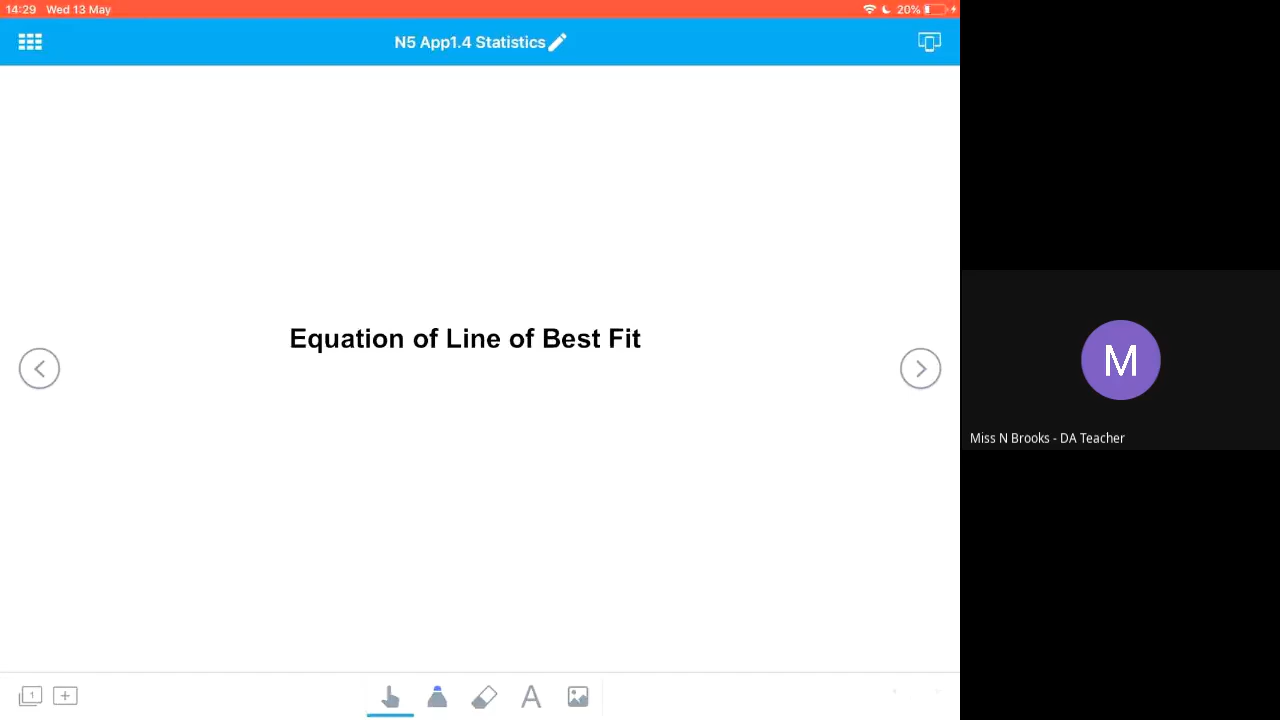 14:29 Wed 13 May
20%
N5 App1.4 Statistics
Equation of Line of Best Fit
M
Miss N Brooks - DA Teacher
1
A